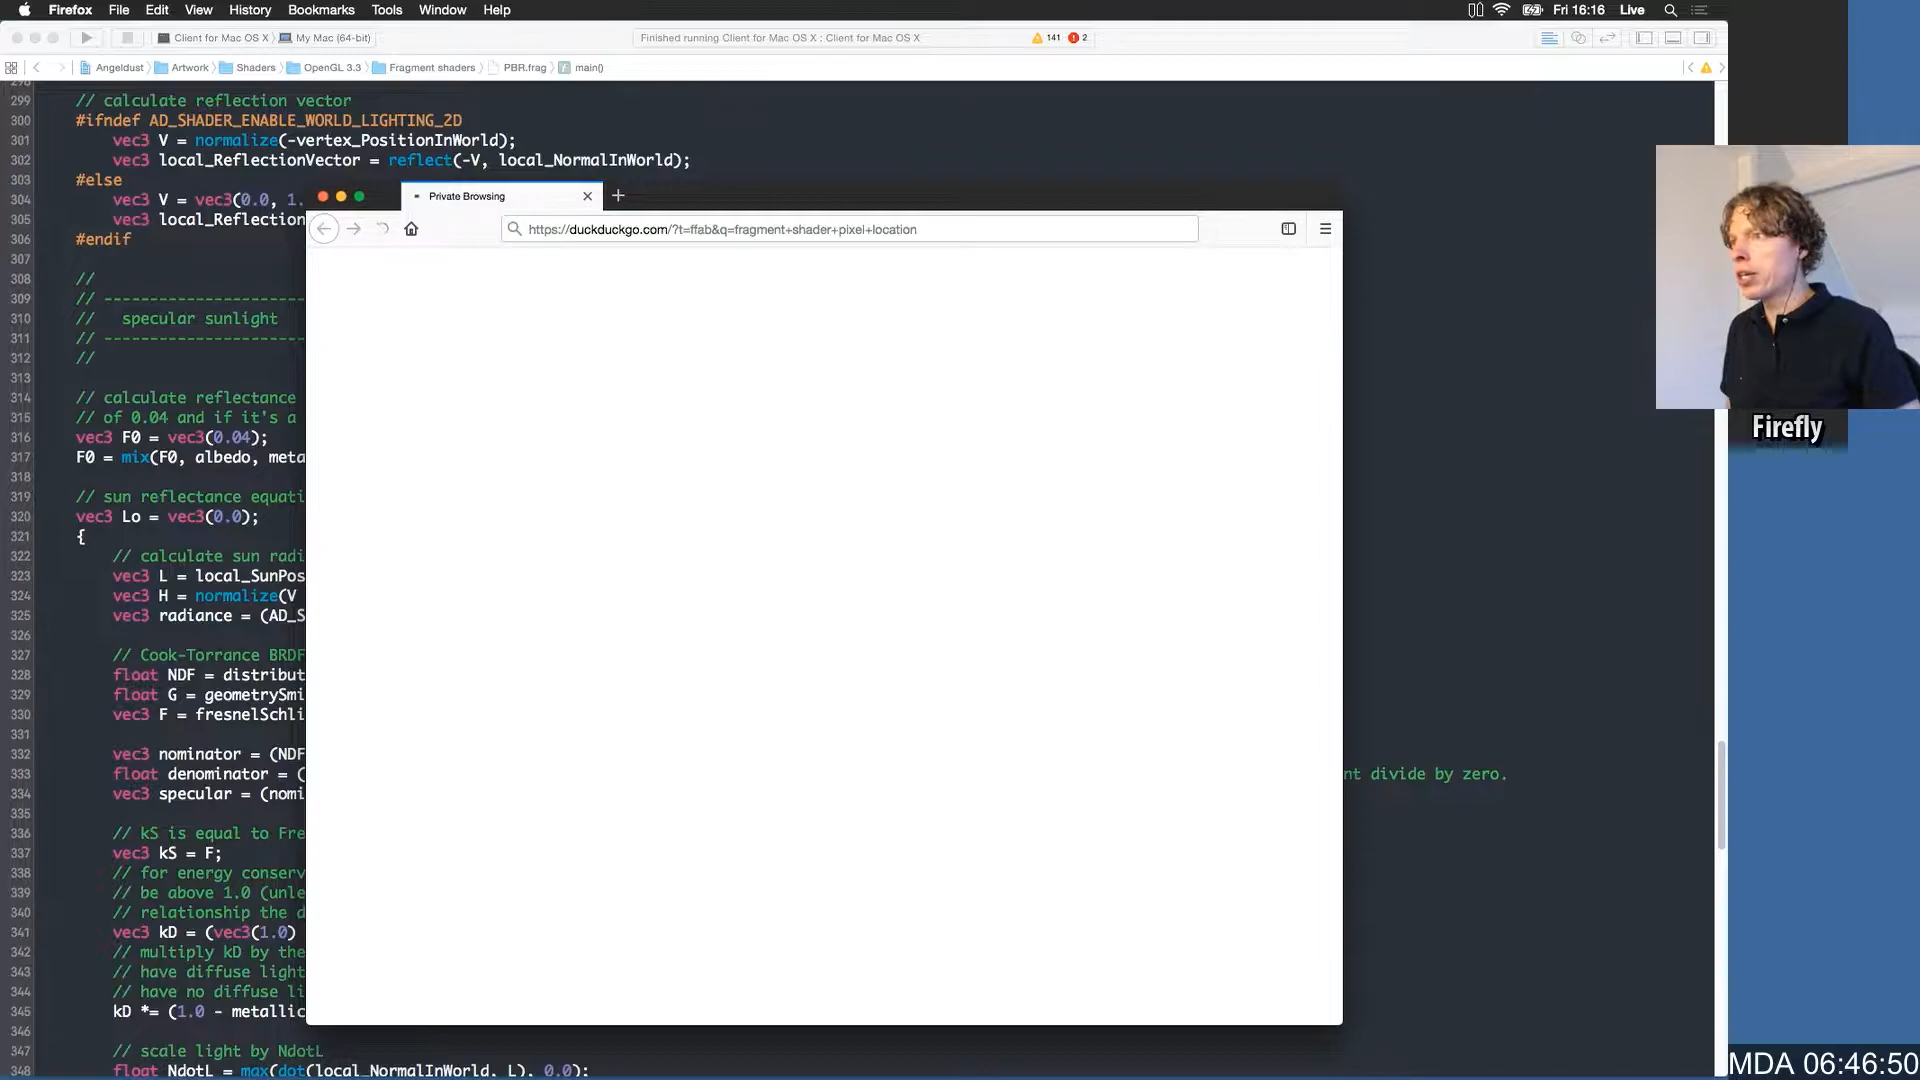 Firefox File Edit View History Bookmarks Tools Window Help Fri 16:16 Live
Client for Mac OS X My Mac (64-bit) Finished running Client for Mac OS X : Client for Mac OS X 141 2
Angeldust Artwork Shaders OpenGL 3.3 Fragment shaders PBR.frag main()
299 // calculate reflection vector
300 #ifndef AD_SHADER_ENABLE_WORLD_LIGHTING_2D
301 vec3 V = normalize(-vertex_PositionInWorld);
302 vec3 local_ReflectionVector = reflect(-V, local_NormalInWorld);
303 #else
304 V = vec3(0.0, 1.
305 vec3 local_Reflection
306 #endif
307
308 //
309 // ----------------------
310 // specular sunlight
311 // ----------------------
312 //
313
314 // calculate reflectance
315 // of 0.04 and if it's a
316 vec3 F0 = vec3(0.04);
317 F0 = mix(F0, albedo, meta
318
319 // sun reflectance equati
320 vec3 Lo = vec3(0.0);
321 {
322 // calculate sun radi
323 vec3 L = local_SunPos
324 vec3 H = normalize(V
325 vec3 radiance = (AD_S
326
327 // Cook-Torrance BRDF
328 float NDF = distribut
329 float G = geometrySmi
330 vec3 F = fresnelSchli
331
332 vec3 nominator = (NDF
333 float denominator = ( nt divide by zero.
334 vec3 specular = (nomi
335
336 // kS is equal to Fre
337 vec3 kS = F;
338 // for energy conserv
339 // be above 1.0 (unle
340 // relationship the d
341 vec3 kD = (vec3(1.0)
342 // multiply kD by the
343 // have diffuse light
344 // have no diffuse li
345 kD *= (1.0 - metallic
346
347 // scale light by NdotL
348 float NdotL = max(dot(local_NormalInWorld, L), 0.0);
Private Browsing
https://duckduckgo.com/?t=ffab&q=fragment+shader+pixel+location
Firefly
MDA 06:46:50